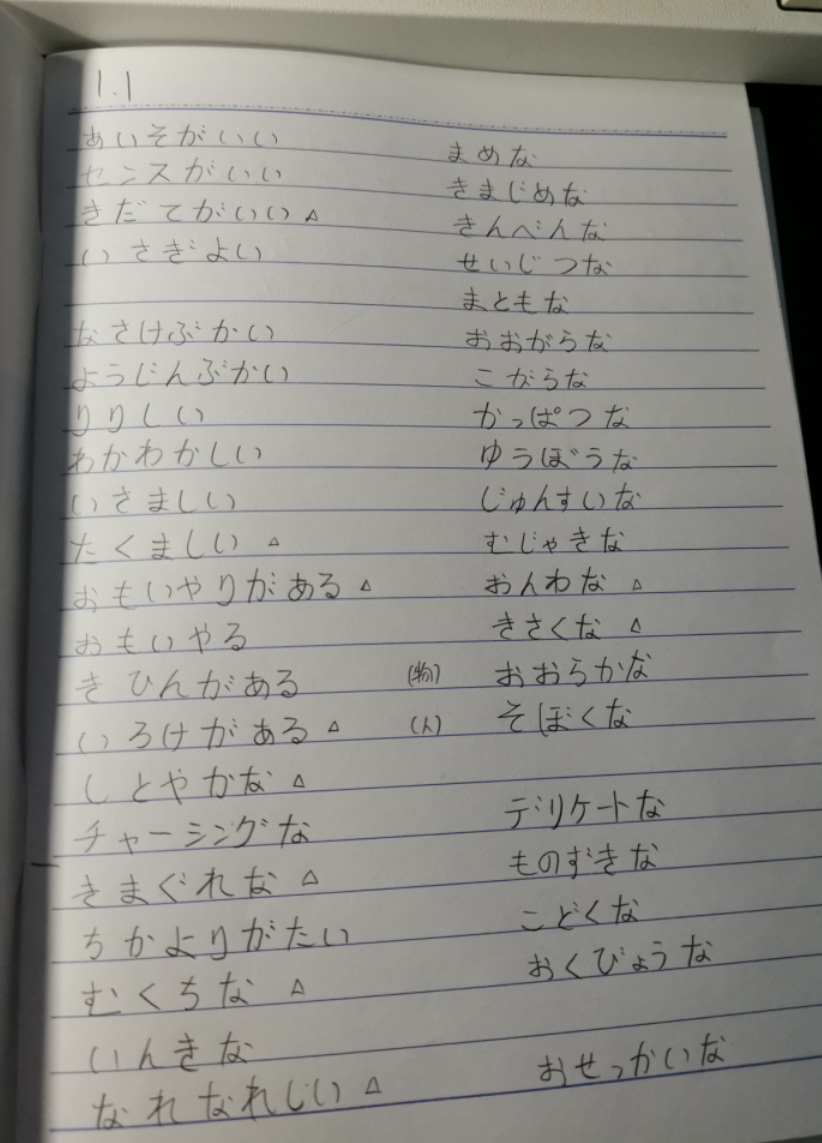 1.1
あいそがいい
センスがいい
きだてがいい △
いさぎよい
なさけぶかい
ようじんぶかい
りりしい
わかわかしい
いさましい
たくましい △
おもいやりがある △
おもいやる
きひんがある
いろけがある △
しとやかな △
チャーシングな
きまぐれな △
ちかよりがたい
むくちな △
いんきな
なれなれしい △
まめな
きまじめな
きんべんな
せいじつな
まともな
おおがらな
こがらな
かっぱつな
ゆうぼうな
じゅんすいな
むじゃきな
おんわな △
きさくな △
(物) おおらかな
(人) そぼくな
デリケートな
ものずきな
こどくな
おくびょうな
おせっかいな